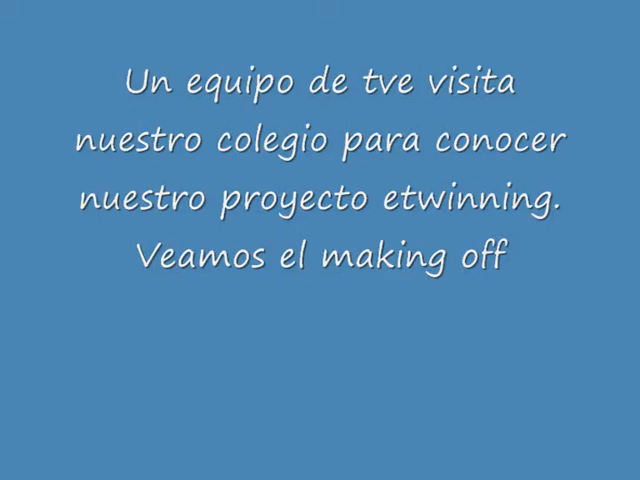 Un equipo de tve visita
nuestro colegio para conocer
nuestro proyecto etwinning.
Veamos el making off